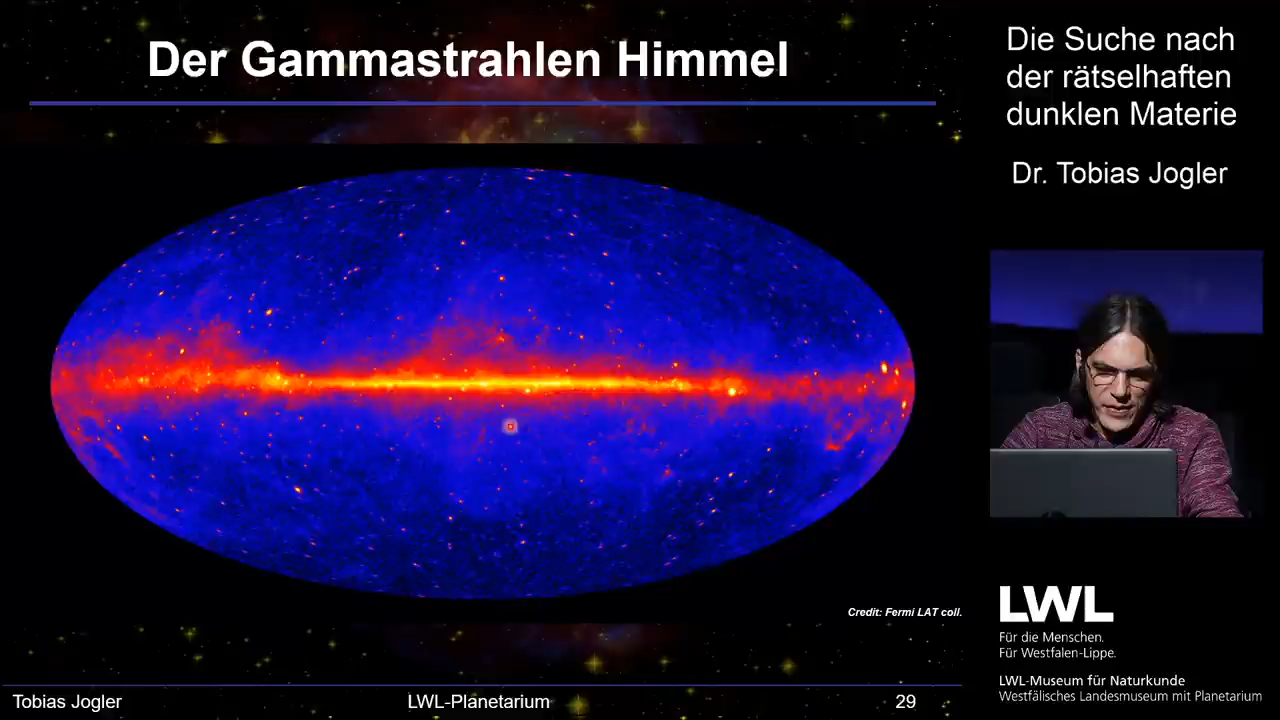 Der Gammastrahlen Himmel
Credit: Fermi LAT coll.
Tobias Jogler
LWL-Planetarium
29
Die Suche nach
der rätselhaften
dunklen Materie
Dr. Tobias Jogler
LWL
Für die Menschen.
Für Westfalen-Lippe.
LWL-Museum für Naturkunde
Westfälisches Landesmuseum mit Planetarium